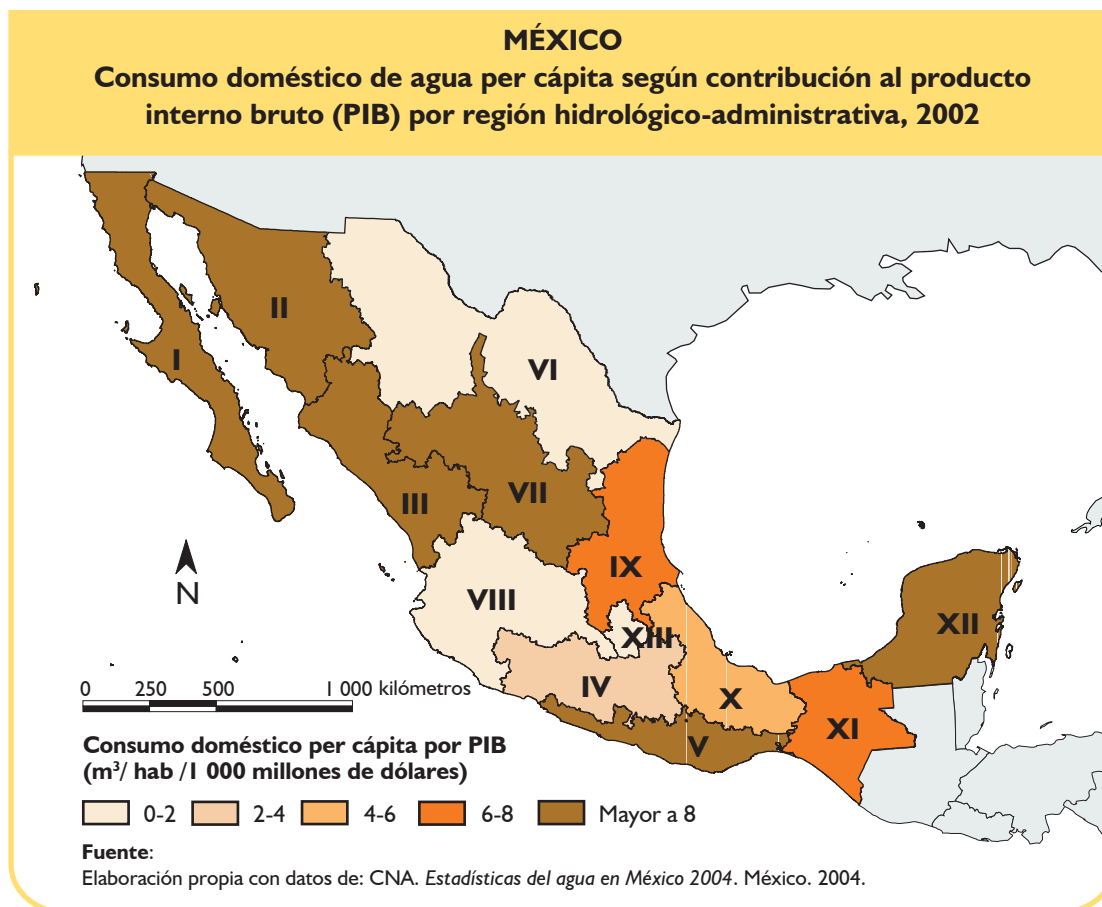 MÉXICO
Consumo doméstico de agua per cápita según contribución al producto
interno bruto (PIB) por región hidrológico-administrativa, 2002
II
I
VI
III
VII
IX
VIII
XIII
XII
IV
X
V
XI
N
0 250 500 1 000 kilómetros
Consumo doméstico per cápita por PIB
(m³/ hab /1 000 millones de dólares)
0-2 2-4 4-6 6-8 Mayor a 8
Fuente:
Elaboración propia con datos de: CNA. Estadísticas del agua en México 2004. México. 2004.